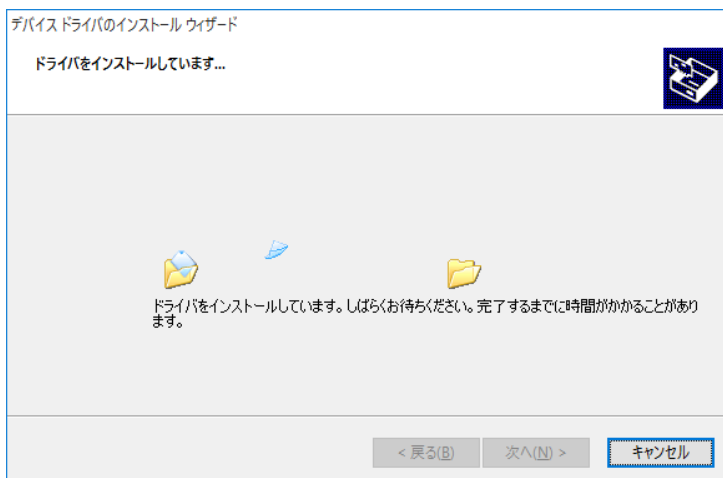 デバイス ドライバのインストール ウィザード
ドライバをインストールしています...
ドライバをインストールしています。しばらくお待ちください。完了するまでに時間がかかることがあり
ます。
< 戻る(B) 次へ(N) > キャンセル